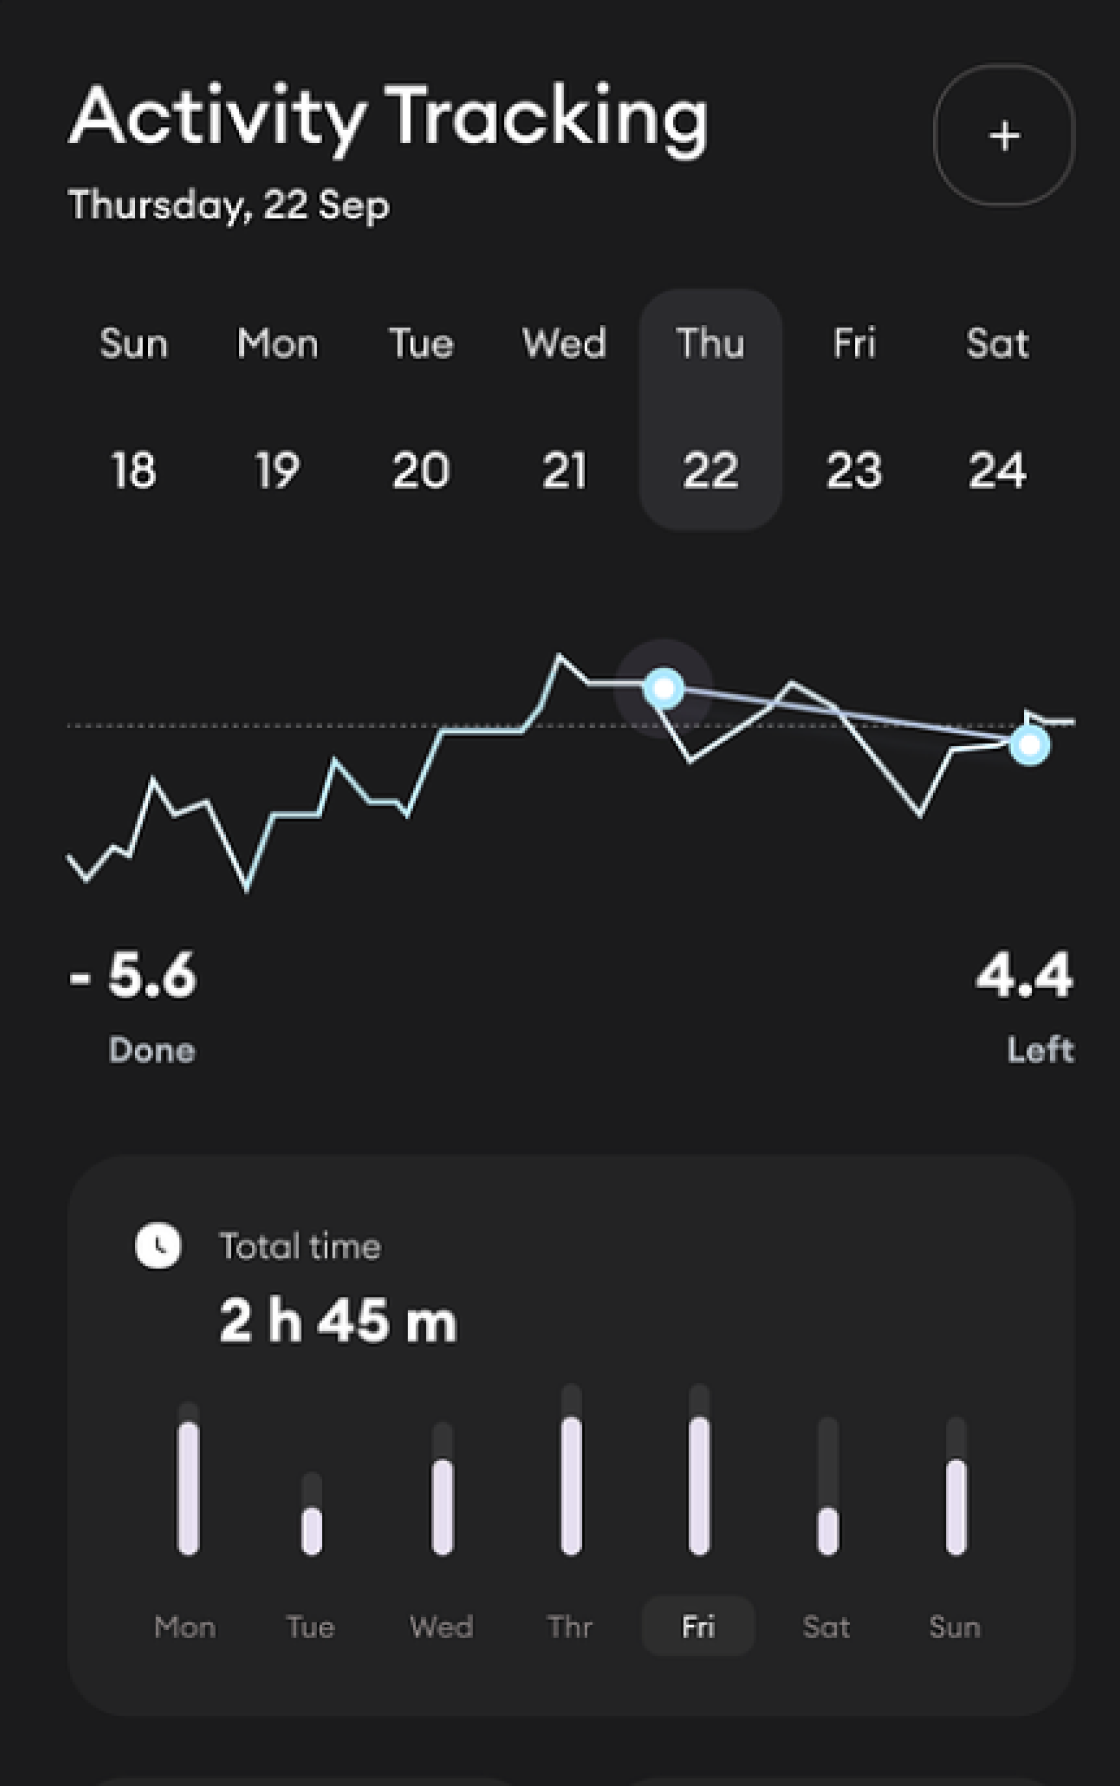 Activity Tracking
+
Thursday, 22 Sep
Sun Mon Tue Wed Thu Fri Sat
18 19 20 21 22 23 24
- 5.6 4.4
Done Left
Total time
2 h 45 m
Mon Tue Wed Thr Fri Sat Sun